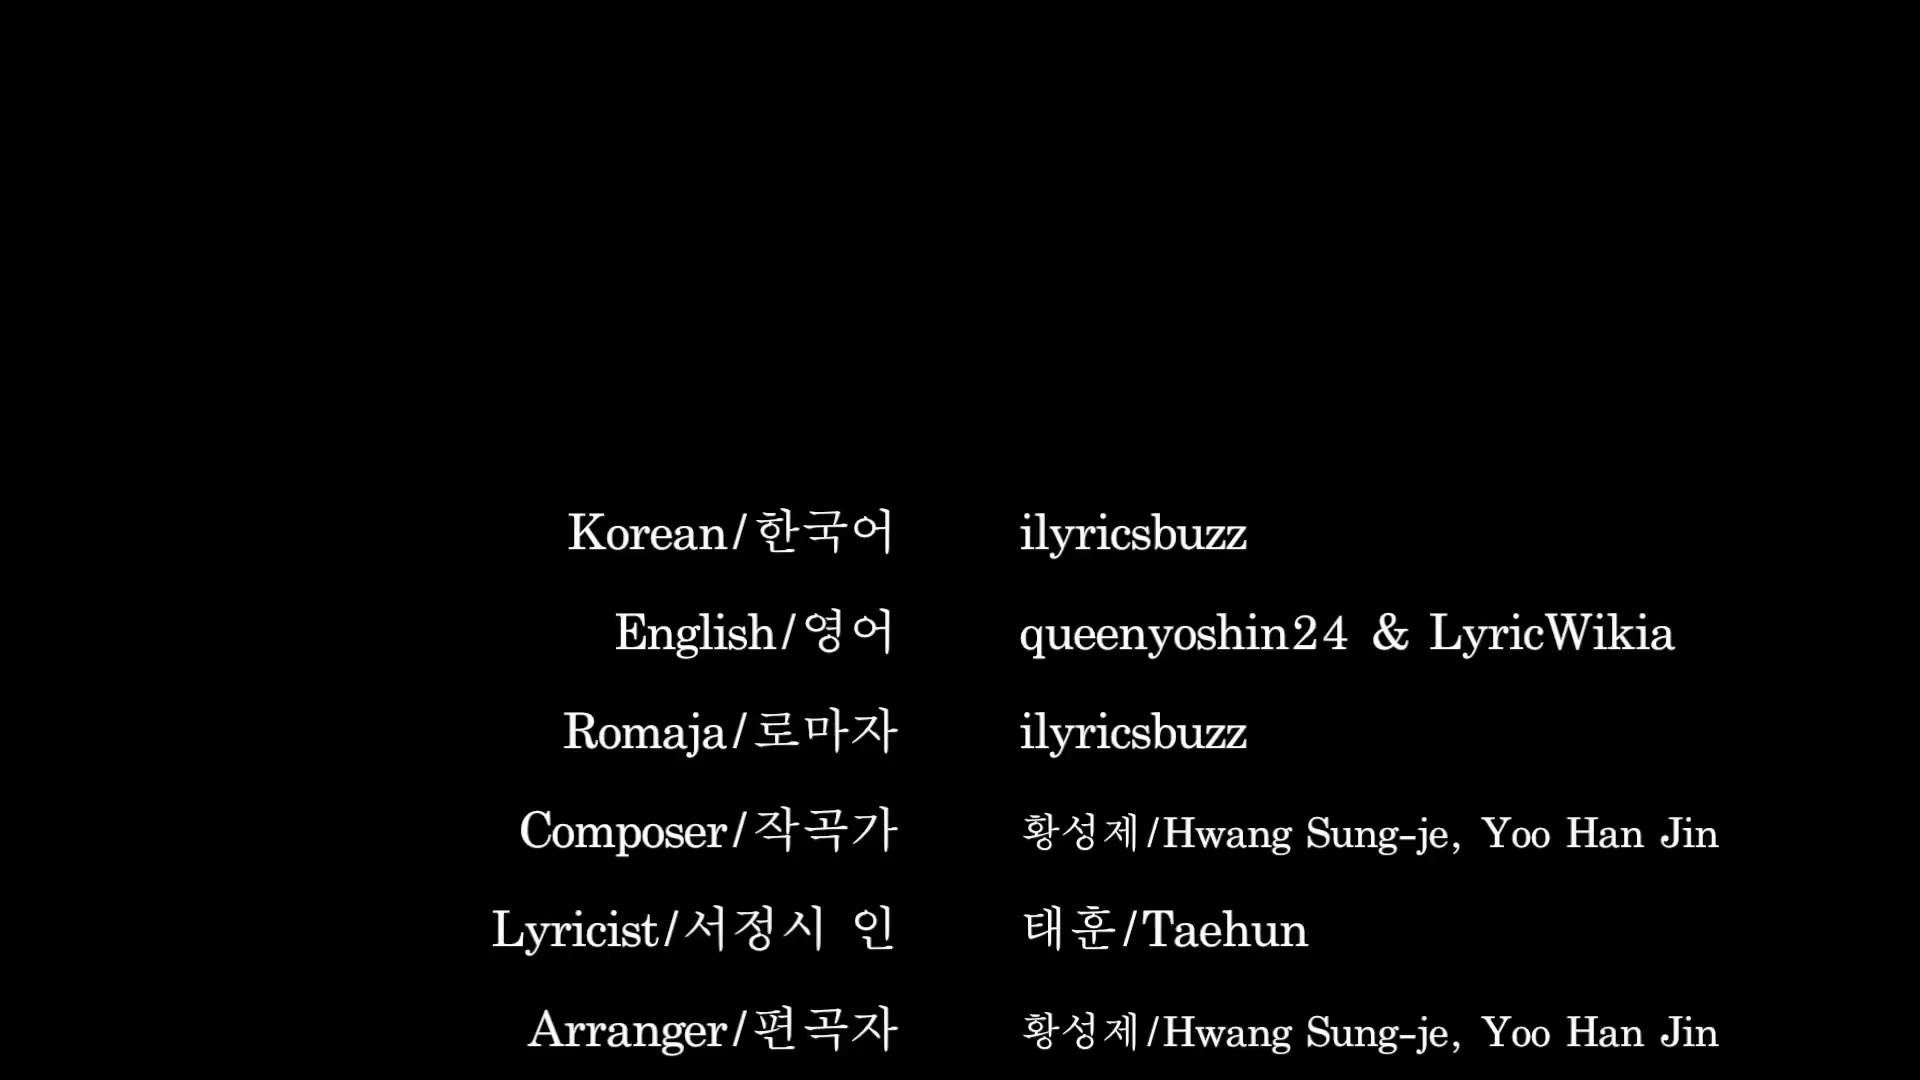 Korean/한국어 ilyricsbuzz
English/영어 queenyoshin24 & LyricWikia
Romaja/로마자 ilyricsbuzz
Composer/작곡가 황성제/Hwang Sung-je, Yoo Han Jin
Lyricist/서정시 인 태훈/Taehun
Arranger/편곡자 황성제/Hwang Sung-je, Yoo Han Jin